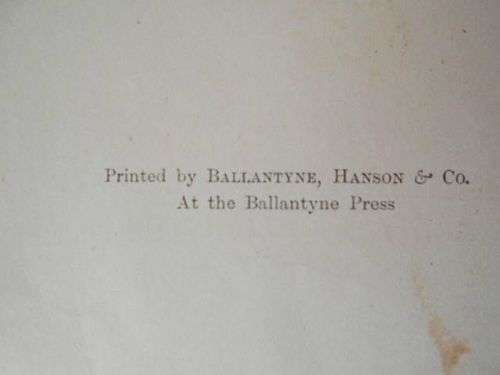 Printed by BALLANTYNE, HANSON & Co.
At the Ballantyne Press